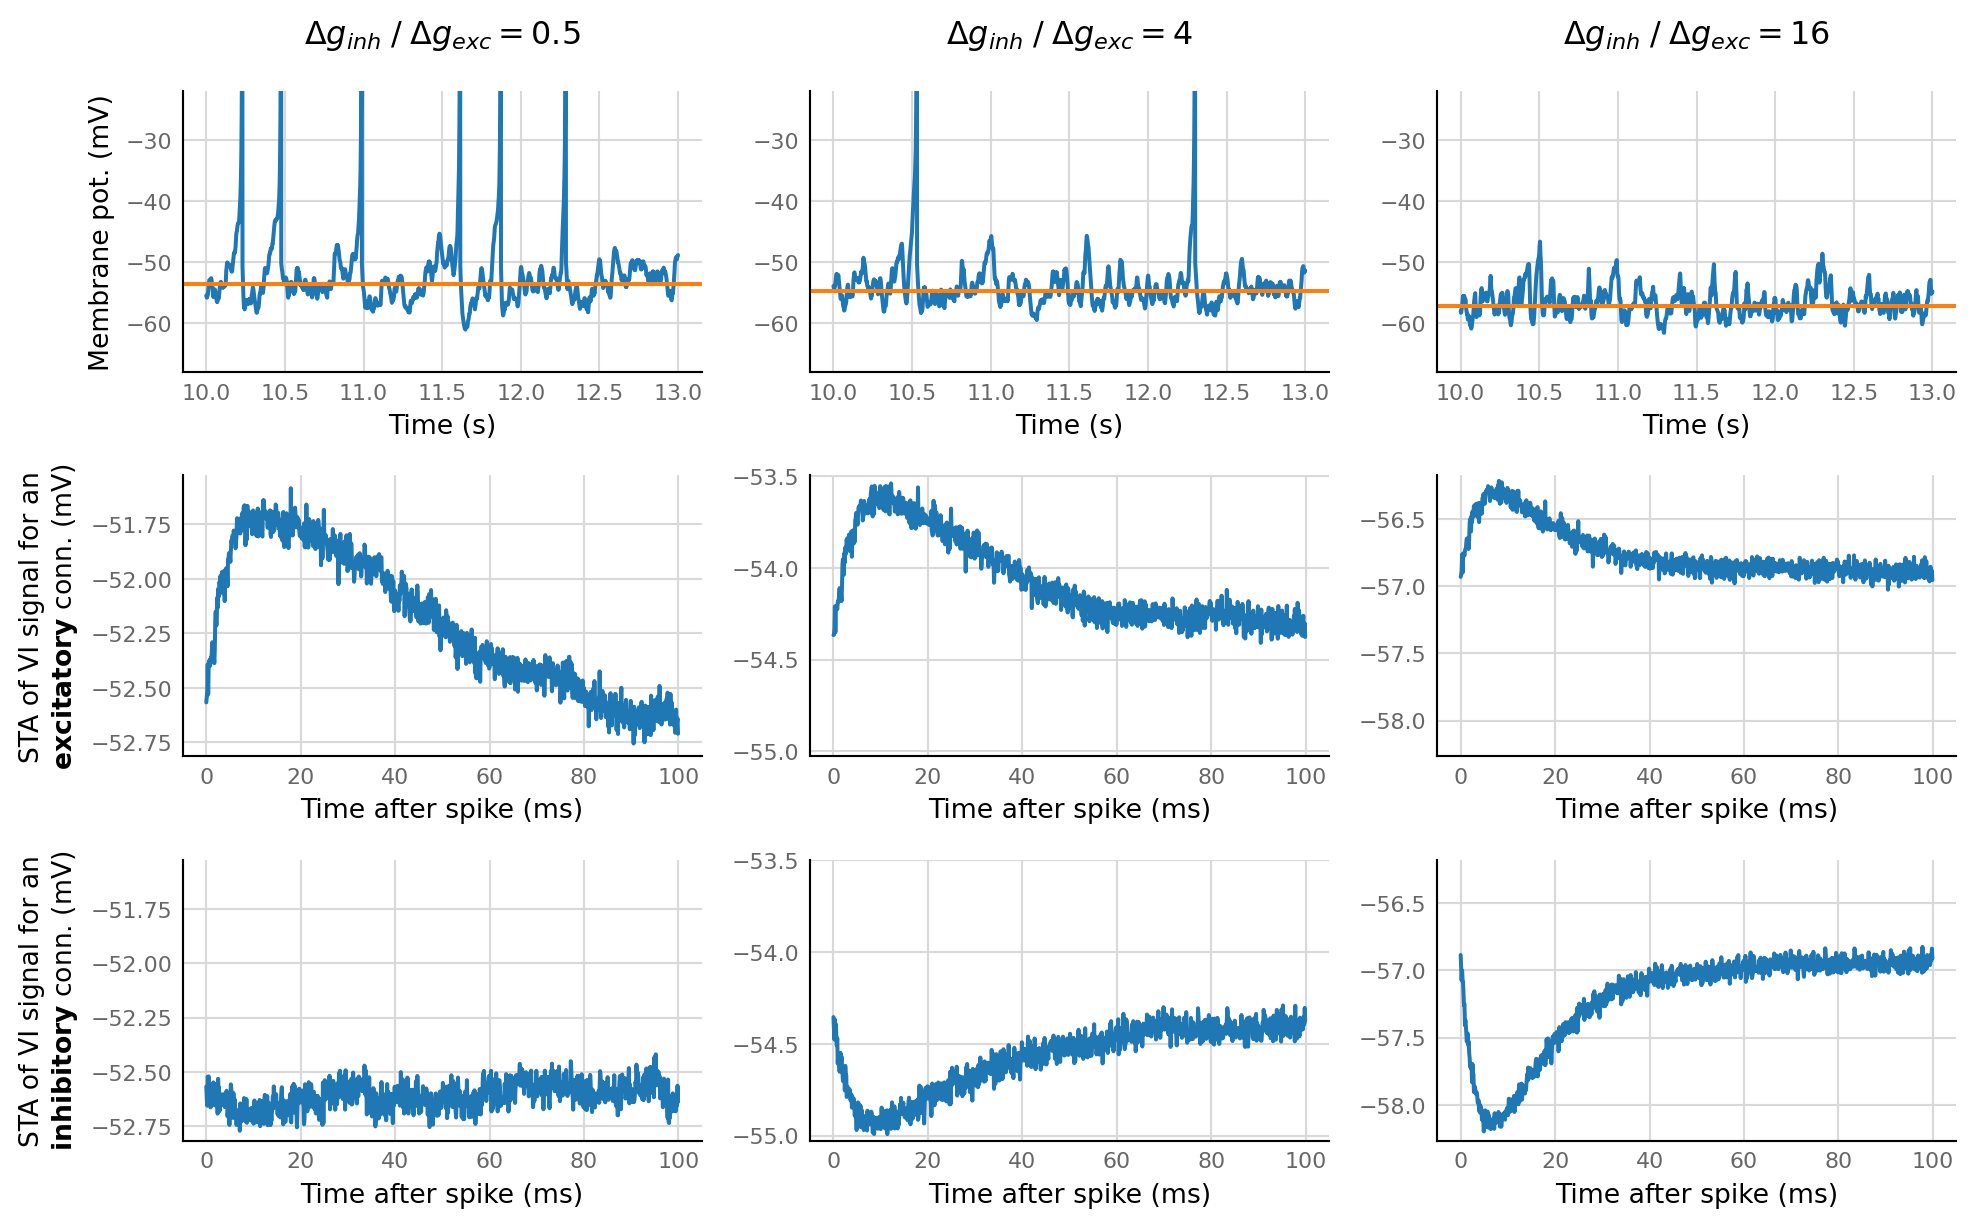 Δg_inh / Δg_exc = 0.5
Δg_inh / Δg_exc = 4
Δg_inh / Δg_exc = 16
Membrane pot. (mV)
−30
−40
−50
−60
10.0 10.5 11.0 11.5 12.0 12.5 13.0
Time (s)
−30
−40
−50
−60
10.0 10.5 11.0 11.5 12.0 12.5 13.0
Time (s)
−30
−40
−50
−60
10.0 10.5 11.0 11.5 12.0 12.5 13.0
Time (s)
STA of VI signal for an
excitatory conn. (mV)
−51.75
−52.00
−52.25
−52.50
−52.75
0 20 40 60 80 100
Time after spike (ms)
−53.5
−54.0
−54.5
−55.0
0 20 40 60 80 100
Time after spike (ms)
−56.5
−57.0
−57.5
−58.0
0 20 40 60 80 100
Time after spike (ms)
STA of VI signal for an
inhibitory conn. (mV)
−51.75
−52.00
−52.25
−52.50
−52.75
0 20 40 60 80 100
Time after spike (ms)
−53.5
−54.0
−54.5
−55.0
0 20 40 60 80 100
Time after spike (ms)
−56.5
−57.0
−57.5
−58.0
0 20 40 60 80 100
Time after spike (ms)